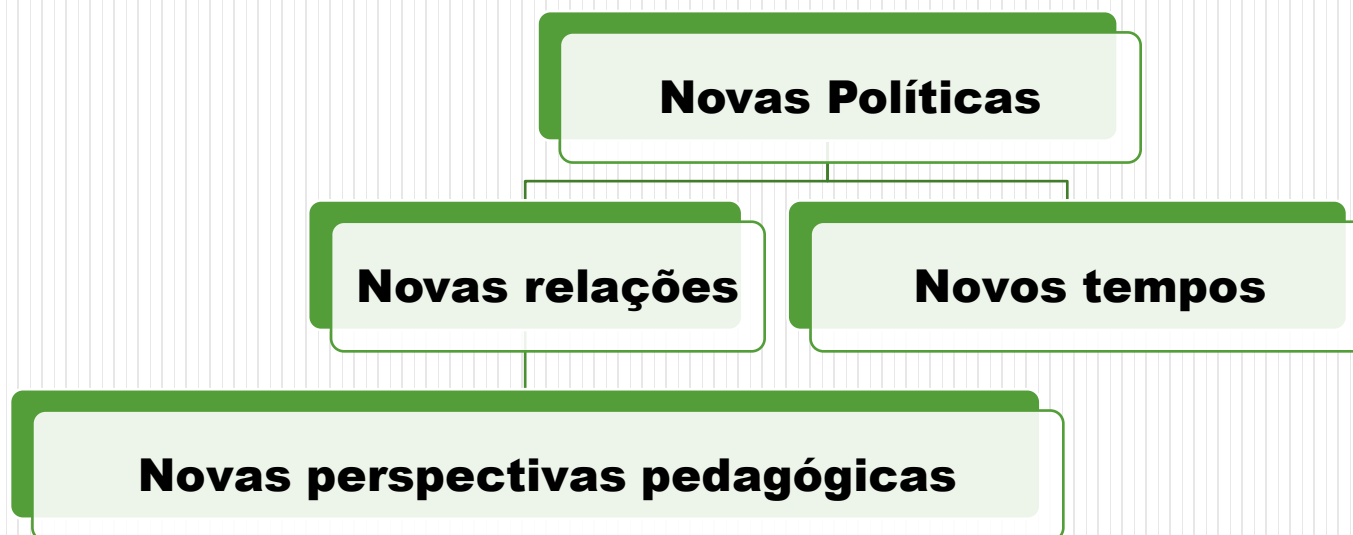 Novas Políticas
Novas relações
Novos tempos
Novas perspectivas pedagógicas